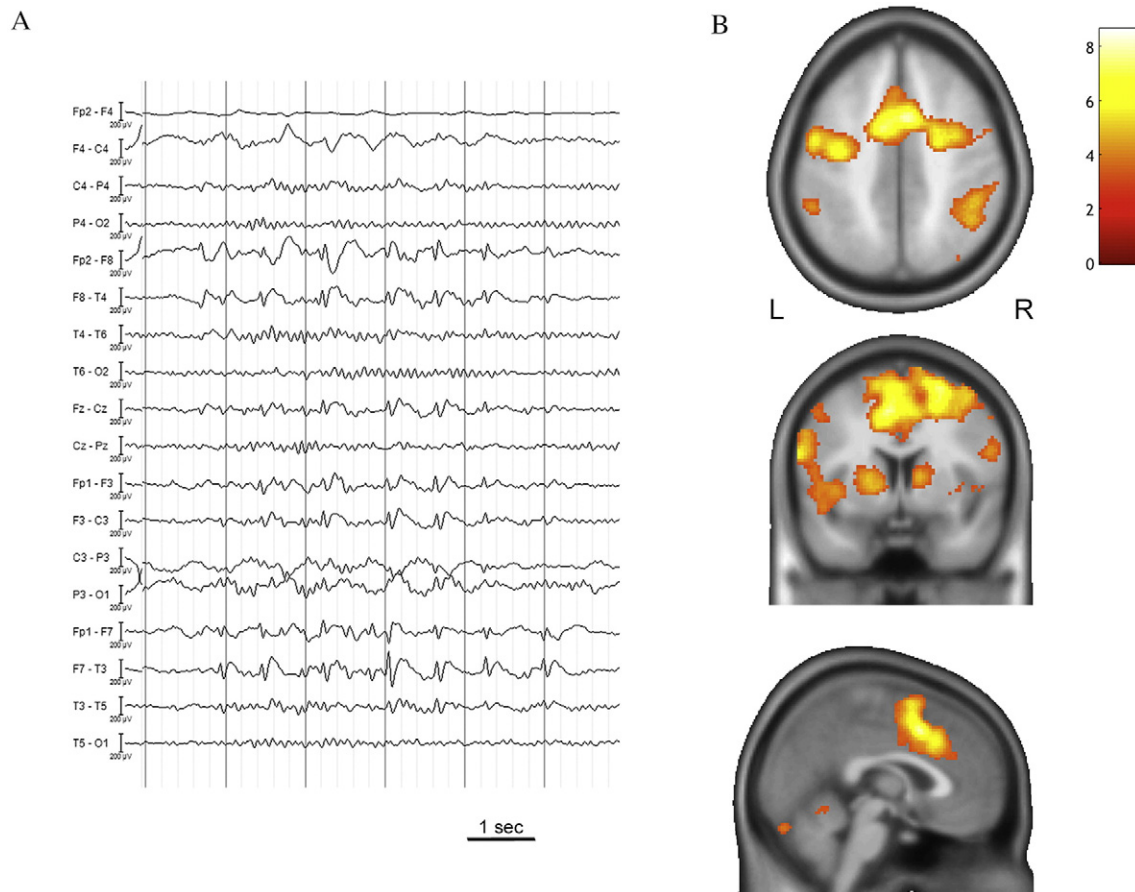 A
Fp2 - F4
200 µV
F4 - C4
200 µV
C4 - P4
200 µV
P4 - O2
200 µV
Fp2 - F8
200 µV
F8 - T4
200 µV
T4 - T6
200 µV
T6 - O2
200 µV
Fz - Cz
200 µV
Cz - Pz
200 µV
Fp1 - F3
200 µV
F3 - C3
200 µV
C3 - P3
200 µV
P3 - O1
200 µV
Fp1 - F7
200 µV
F7 - T3
200 µV
T3 - T5
200 µV
T5 - O1
200 µV
1 sec
B
8
6
4
2
0
L R